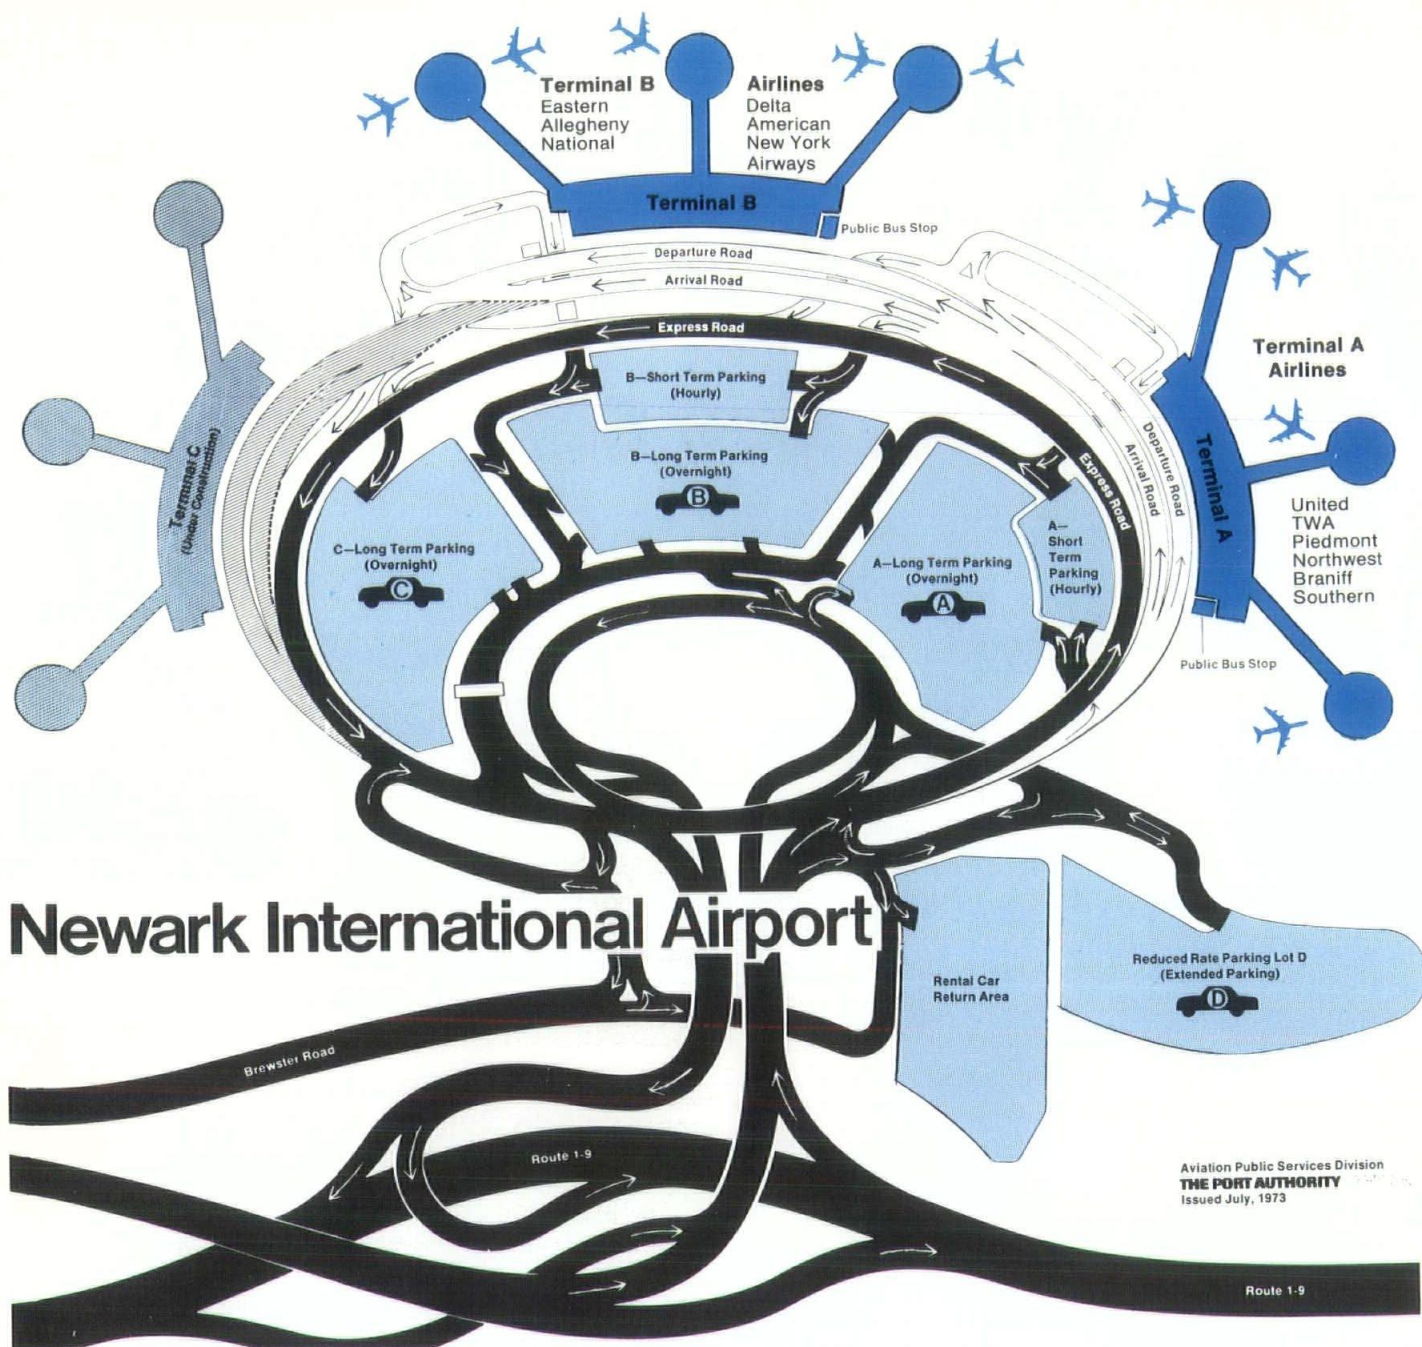 Terminal B
Eastern
Allegheny
National
Airlines
Delta
American
New York
Airways
Terminal B
Public Bus Stop
Departure Road
Arrival Road
Express Road
Terminal A
Airlines
United
TWA
Piedmont
Northwest
Braniff
Southern
Terminal A
Departure Road
Arrival Road
Express Road
Public Bus Stop
Terminal C
(Under Construction)
B—Short Term Parking
(Hourly)
B—Long Term Parking
(Overnight)
B
C—Long Term Parking
(Overnight)
C
A—Long Term Parking
(Overnight)
A
A—
Short
Term
Parking
(Hourly)
Newark International Airport
Rental Car
Return Area
Reduced Rate Parking Lot D
(Extended Parking)
D
Brewster Road
Route 1-9
Route 1-9
Aviation Public Services Division
THE PORT AUTHORITY
Issued July, 1973